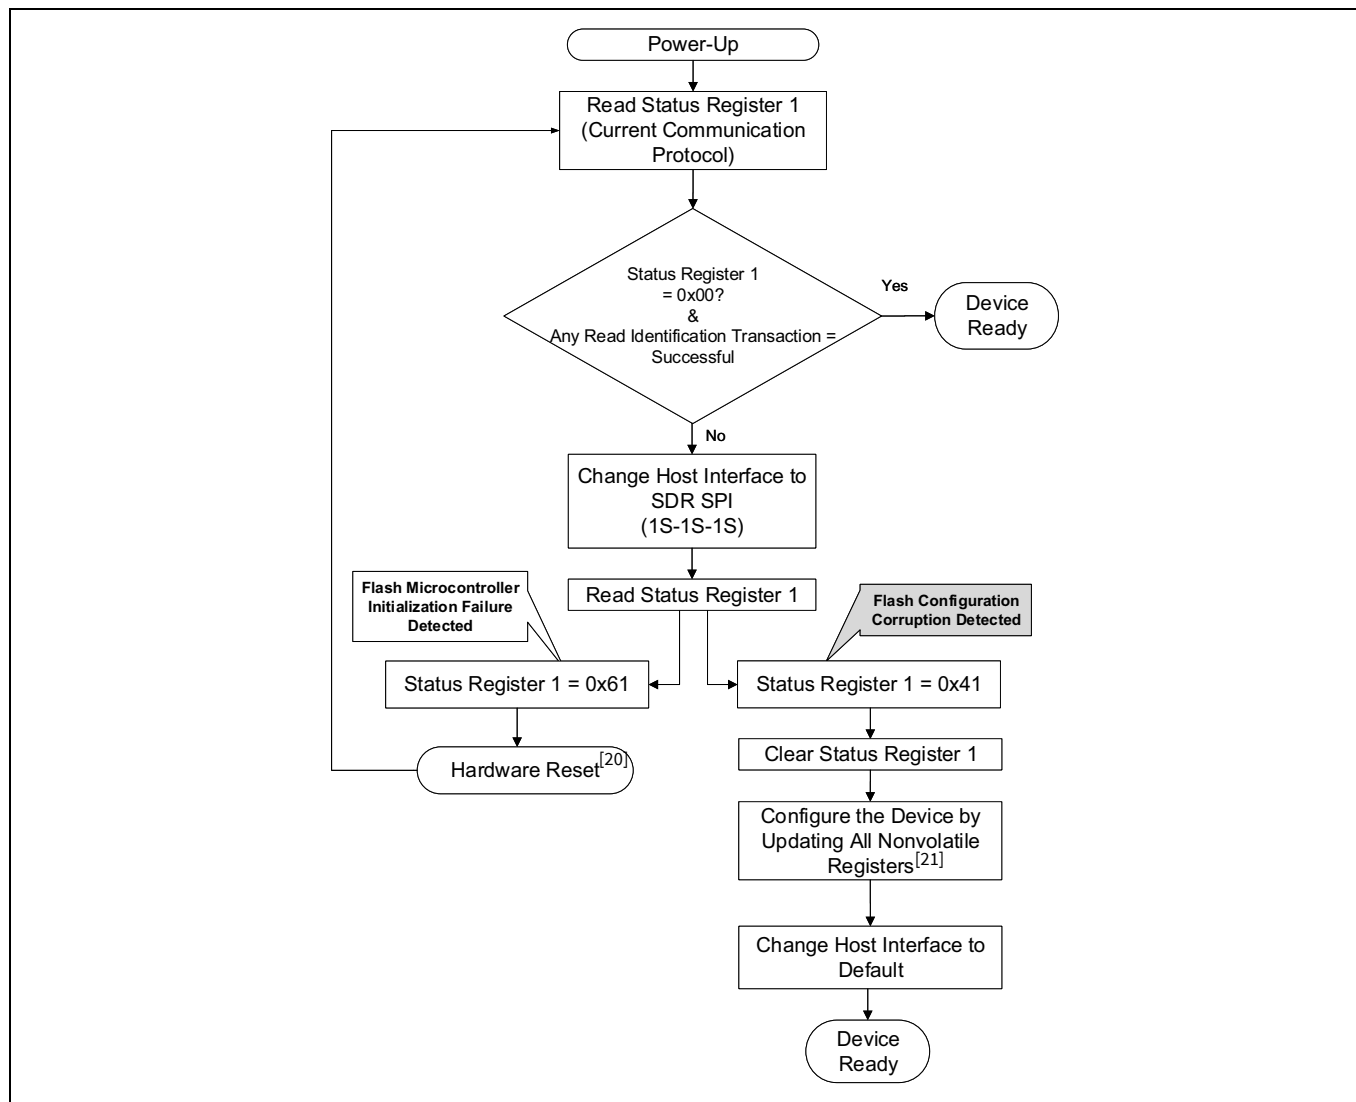 Power-Up
Read Status Register 1
(Current Communication
Protocol)
Status Register 1
= 0x00?
&
Any Read Identification Transaction =
Successful
Yes
Device
Ready
No
Change Host Interface to
SDR SPI
(1S-1S-1S)
Flash Microcontroller
Initialization Failure
Detected
Read Status Register 1
Flash Configuration
Corruption Detected
Status Register 1 = 0x61
Status Register 1 = 0x41
Hardware Reset[20]
Clear Status Register 1
Configure the Device by
Updating All Nonvolatile
Registers[21]
Change Host Interface to
Default
Device
Ready